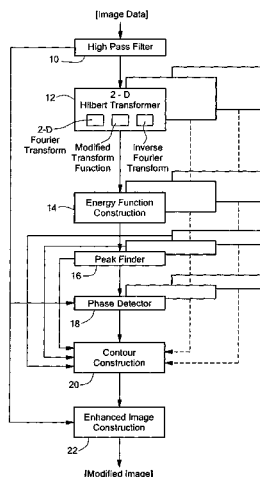 [Image Data]
High Pass Filter
10
12
2 - D
Hilbert Transformer
2-D
Fourier
Transform
Modified
Transform
Function
Inverse
Fourier
Transform
Energy Function
Construction
14
Peak Finder
16
Phase Detector
18
Contour
Construction
20
Enhanced Image
Construction
22
[Modified image]